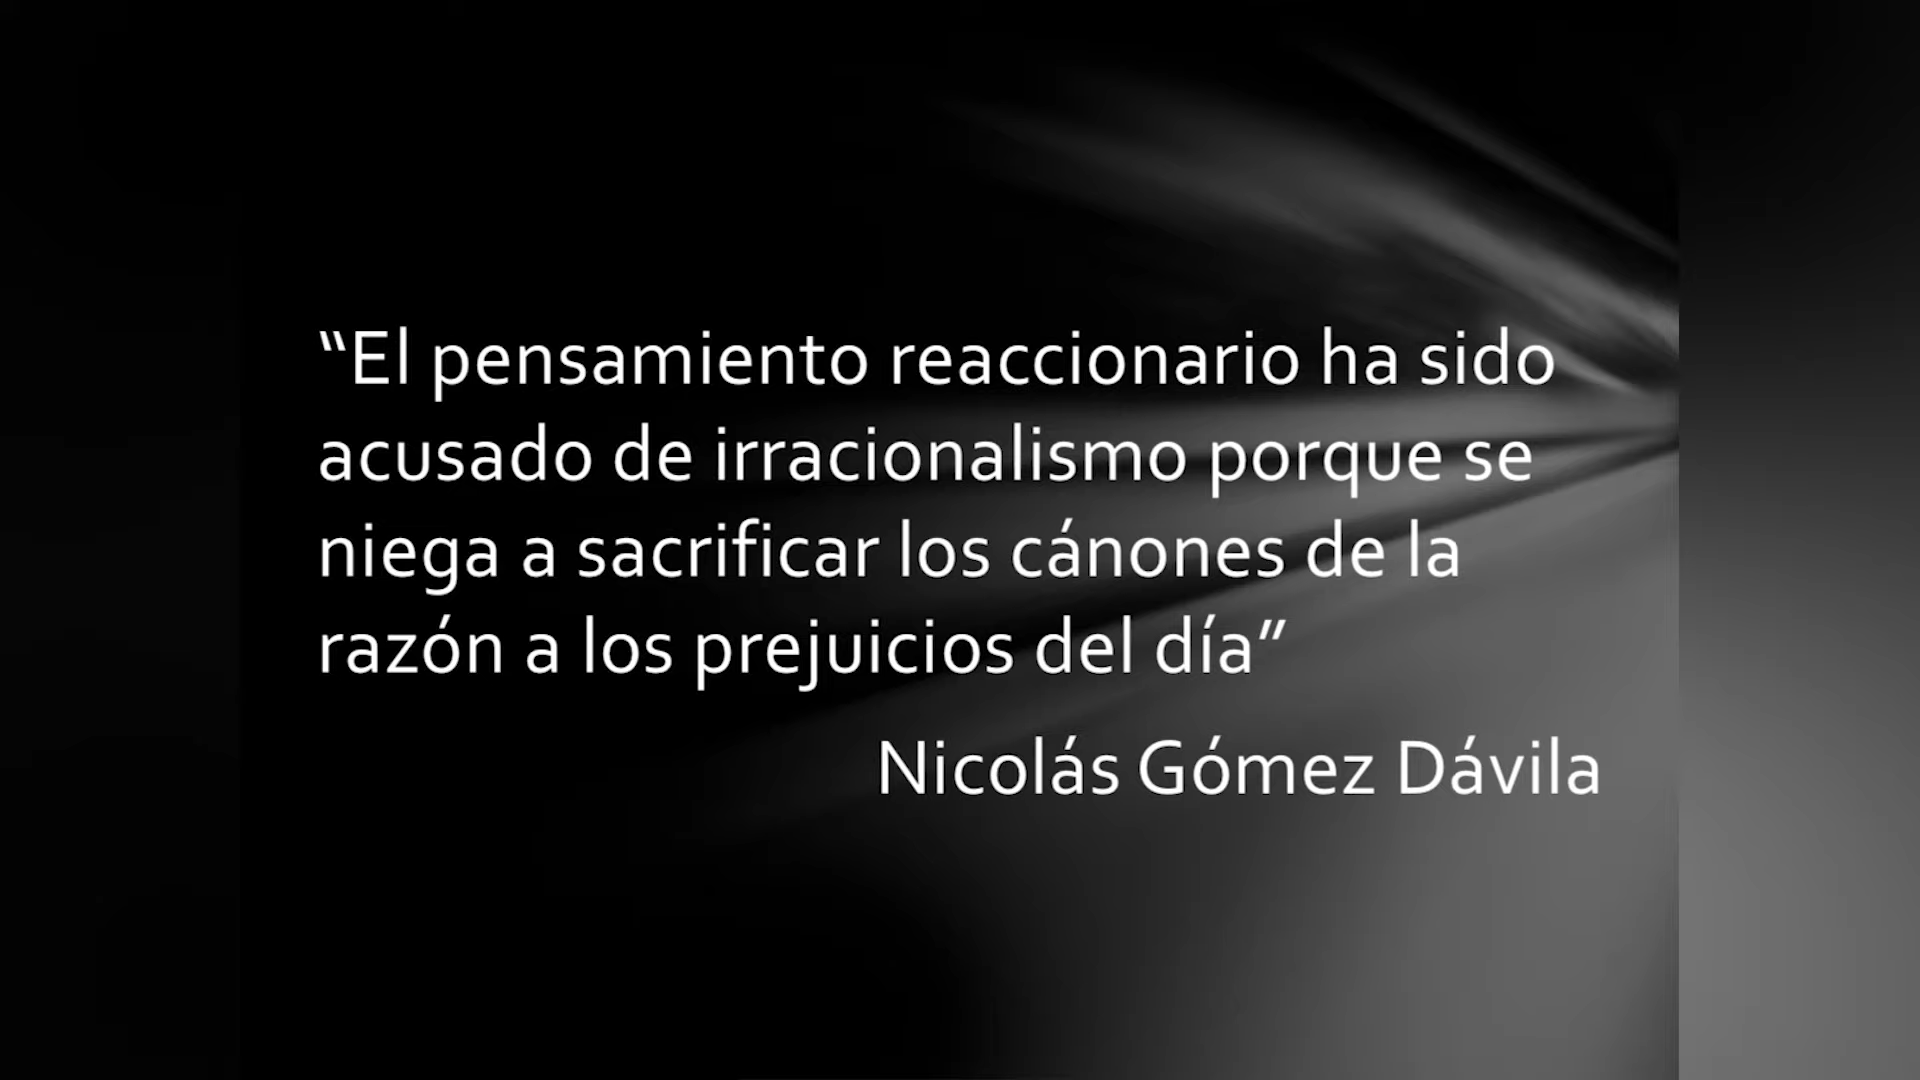 “El pensamiento reaccionario ha sido
acusado de irracionalismo porque se
niega a sacrificar los cánones de la
razón a los prejuicios del día”
Nicolás Gómez Dávila